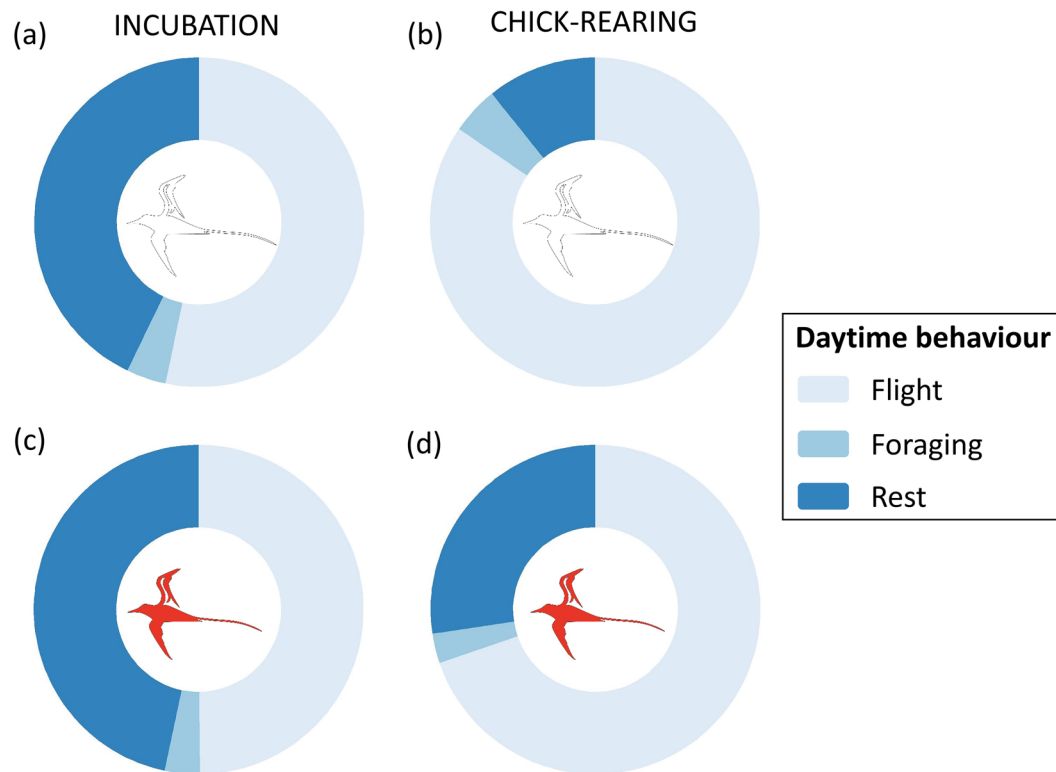 INCUBATION
CHICK-REARING
(a)
(b)
Daytime behaviour
Flight
Foraging
Rest
(c)
(d)